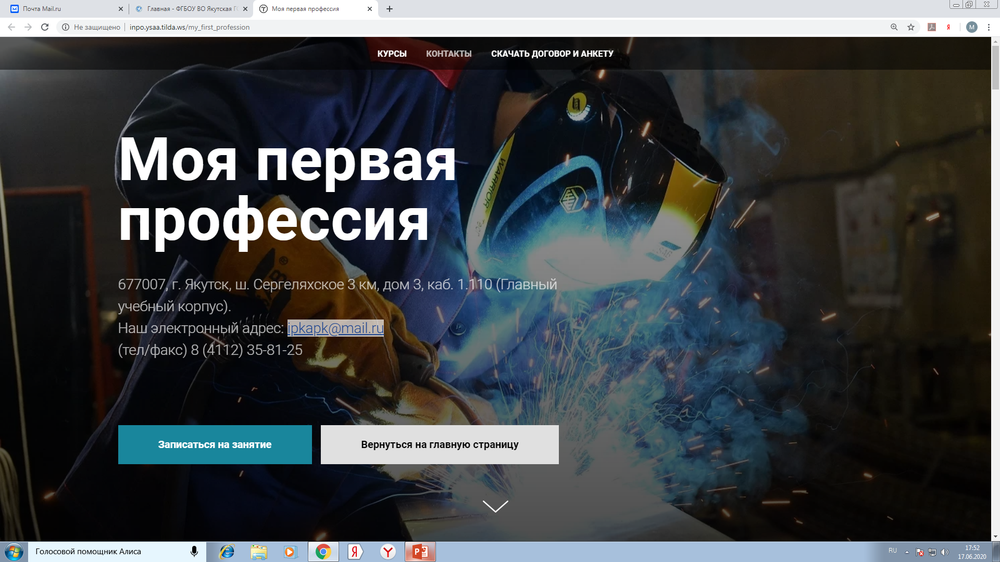 Почта Mail.ru
Главная - ФГБОУ ВО Якутская ГС
Моя первая профессия
Не защищено
inpo.ysaa.tilda.ws/my_first_profession
Я
M
КУРСЫ КОНТАКТЫ СКАЧАТЬ ДОГОВОР И АНКЕТУ
WARRIOR
Tech
Моя первая
профессия
677007, г. Якутск, ш. Сергеляхское 3 км, дом 3, каб. 1.110 (Главный
учебный корпус).
Наш электронный адрес: ipkapk@mail.ru
(тел/факс) 8 (4112) 35-81-25
Записаться на занятие
Вернуться на главную страницу
Голосовой помощник Алиса
RU
17:52
17.06.2020